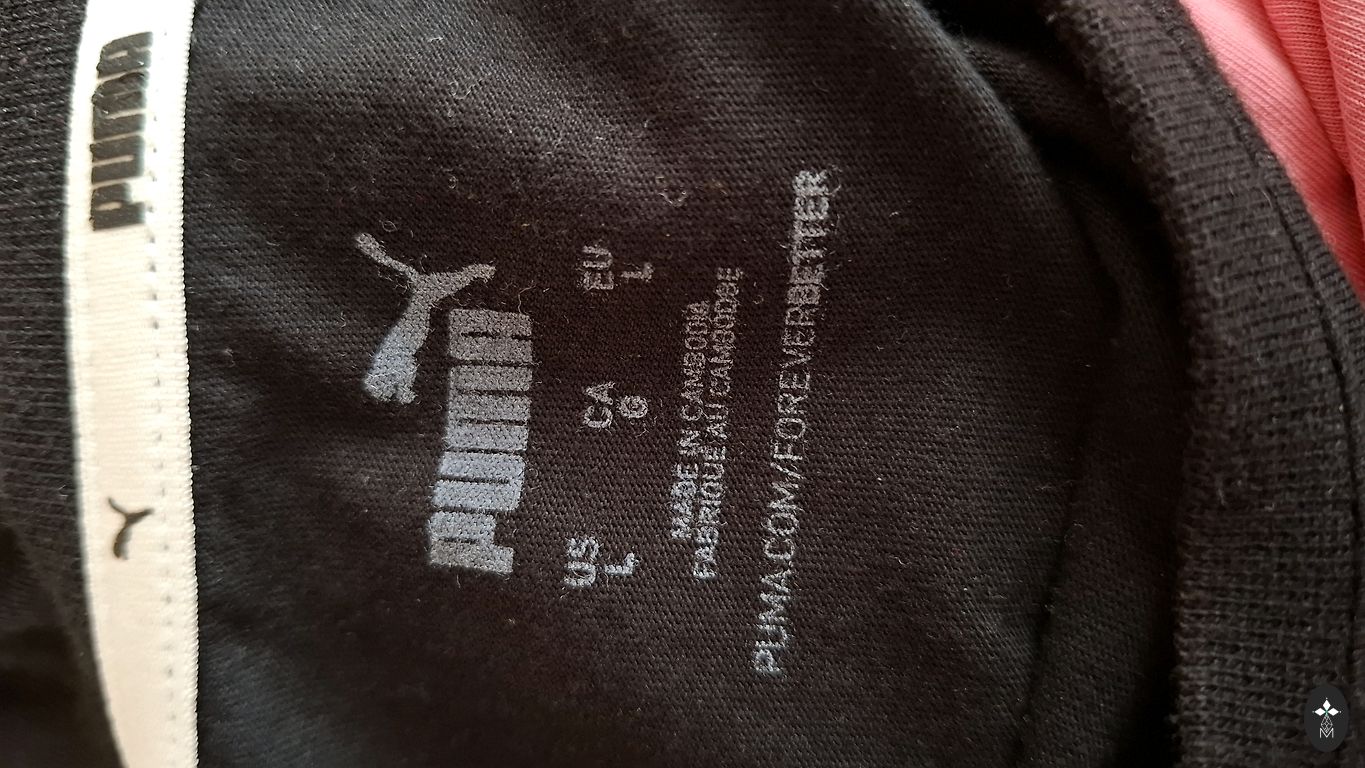 PUMA
PUMA
US CA EU
L G L
MADE IN CAMBODIA
FABRIQUE AU CAMBODGE
PUMA.COM/FOREVERBETTER
M